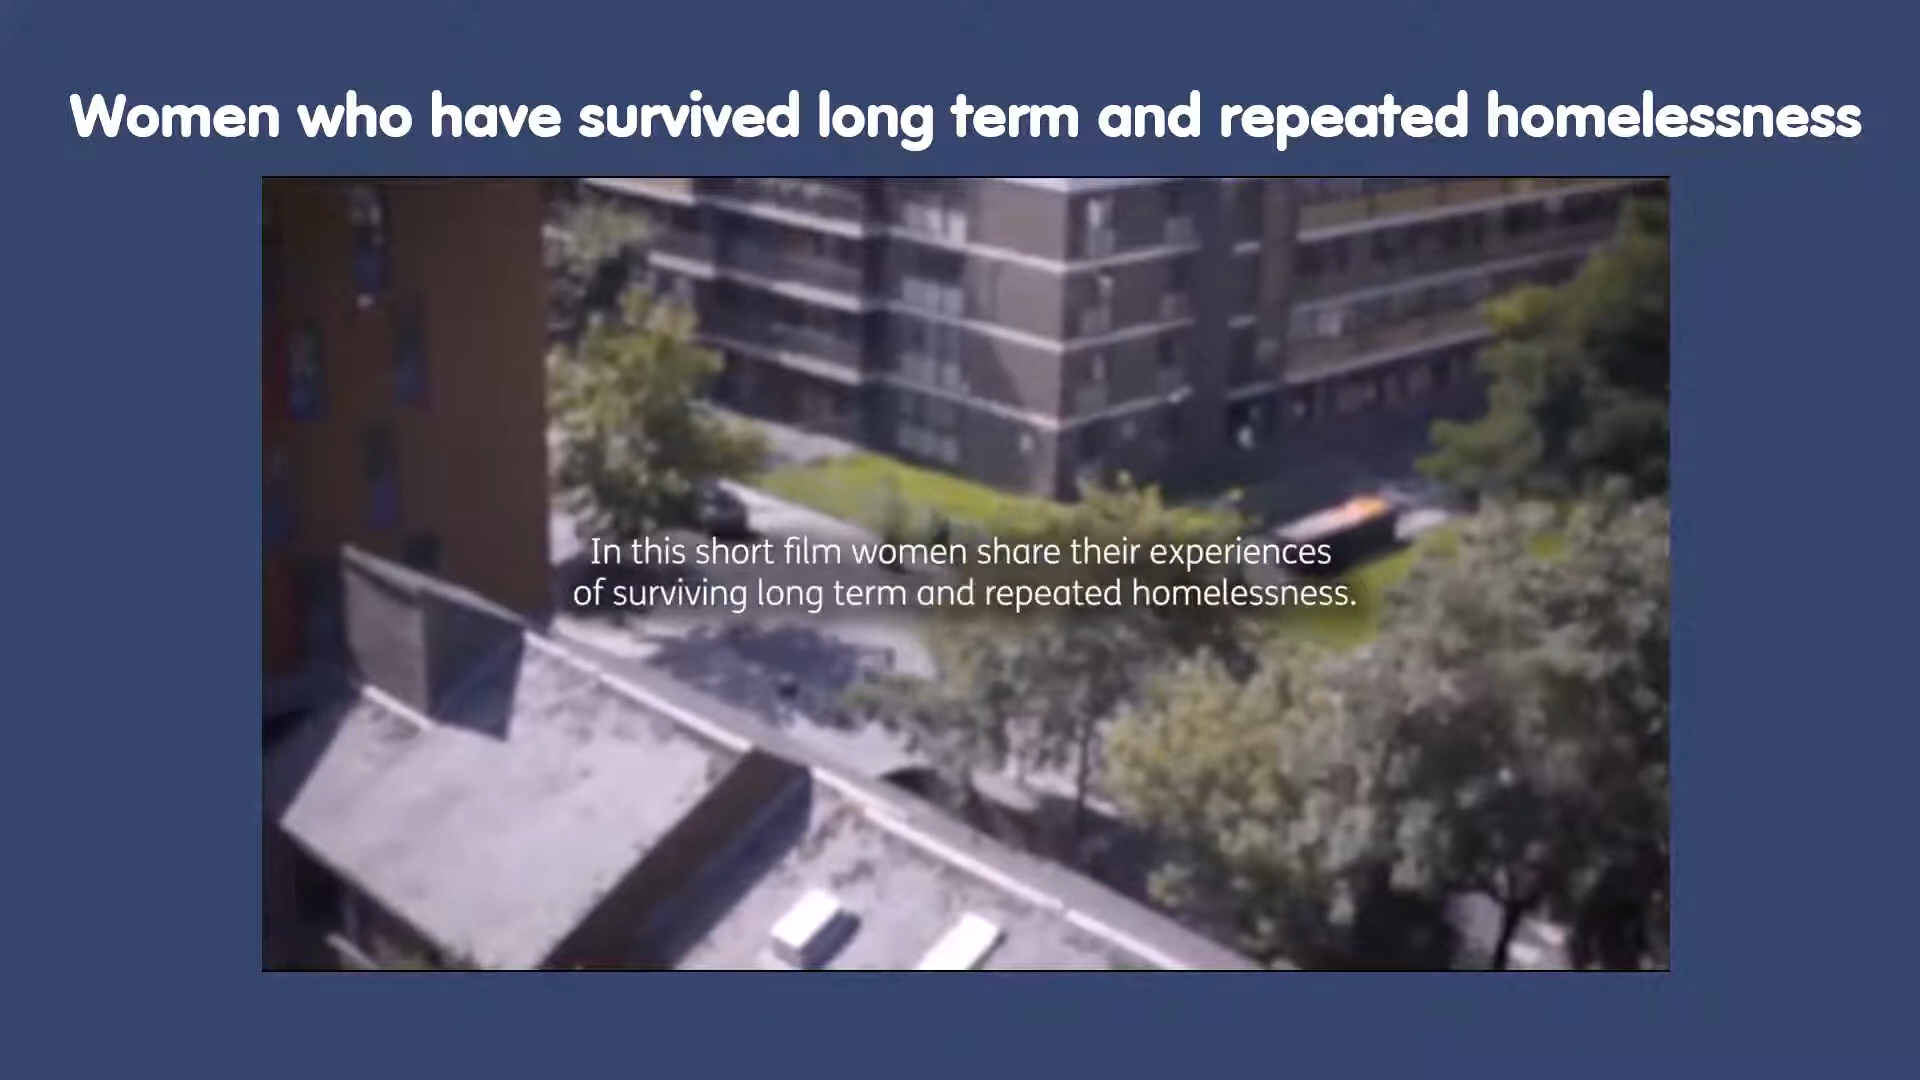 Women who have survived long term and repeated homelessness
In this short film women share their experiences
of surviving long term and repeated homelessness.